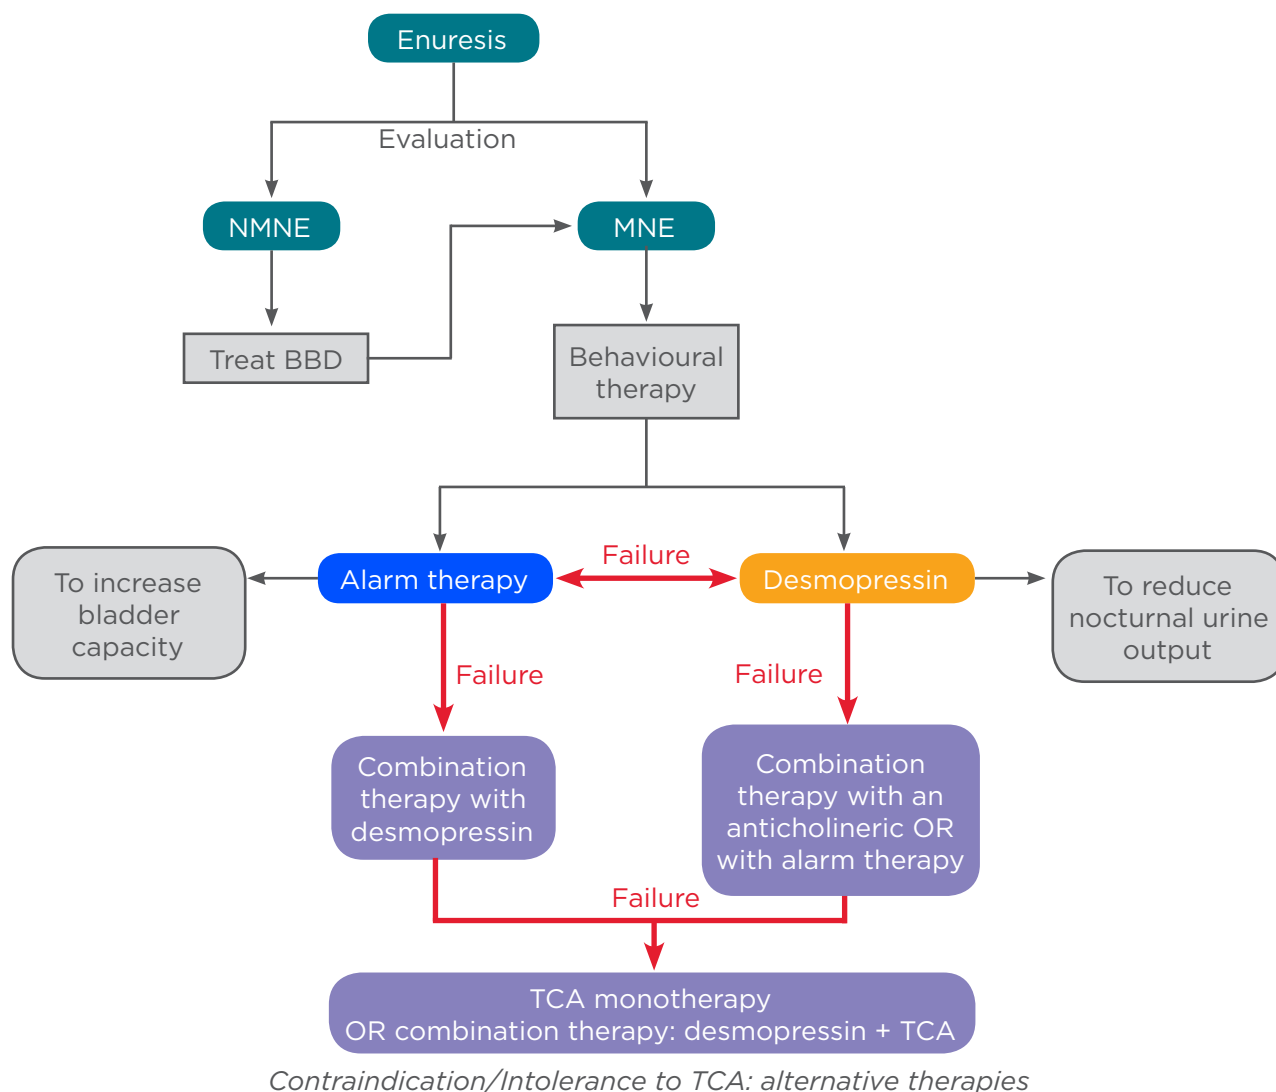 Enuresis
Evaluation
NMNE
MNE
Treat BBD
Behavioural
therapy
Failure
To increase
bladder
capacity
Alarm therapy
Desmopressin
To reduce
nocturnal urine
output
Failure
Failure
Combination
therapy with
desmopressin
Combination
therapy with an
anticholineric OR
with alarm therapy
Failure
TCA monotherapy
OR combination therapy: desmopressin + TCA
Contraindication/Intolerance to TCA: alternative therapies